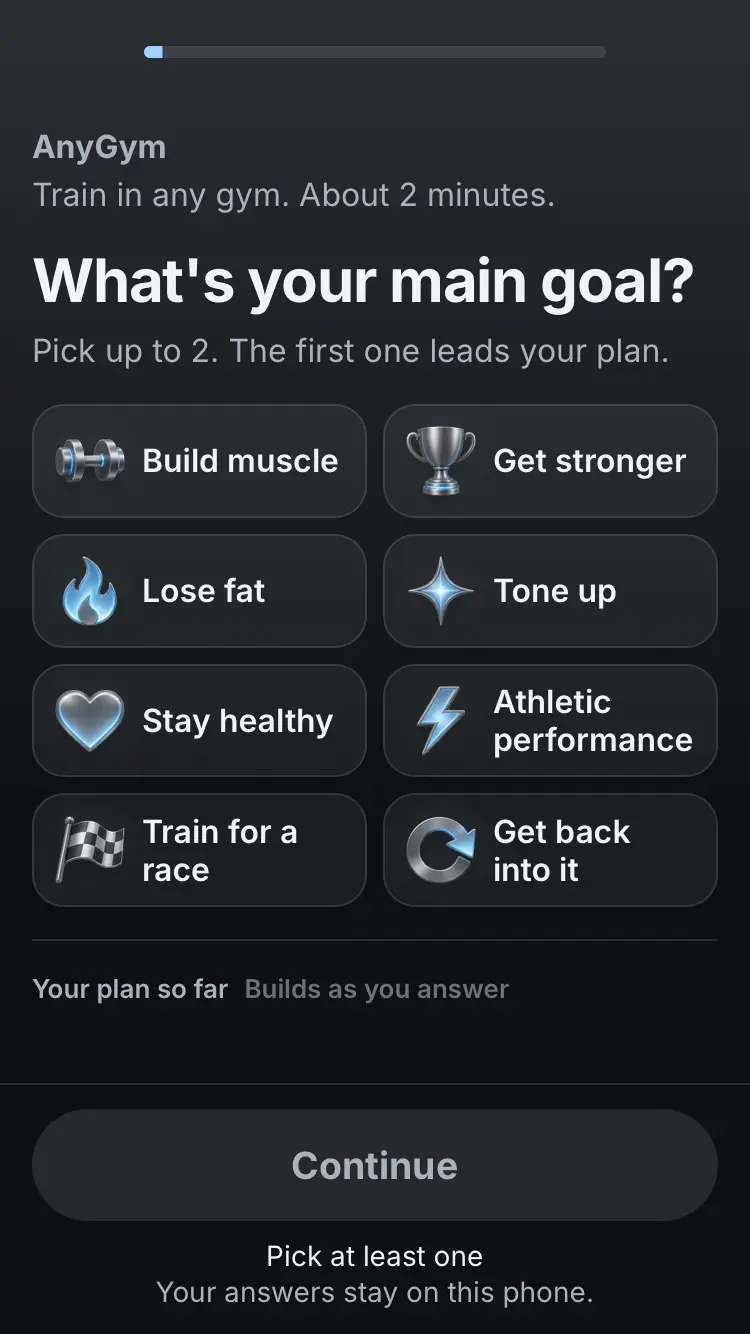 AnyGym
Train in any gym. About 2 minutes.
What's your main goal?
Pick up to 2. The first one leads your plan.
Build muscle
Get stronger
Lose fat
Tone up
Stay healthy
Athletic
performance
Train for a
race
Get back
into it
Your plan so far Builds as you answer
Continue
Pick at least one
Your answers stay on this phone.